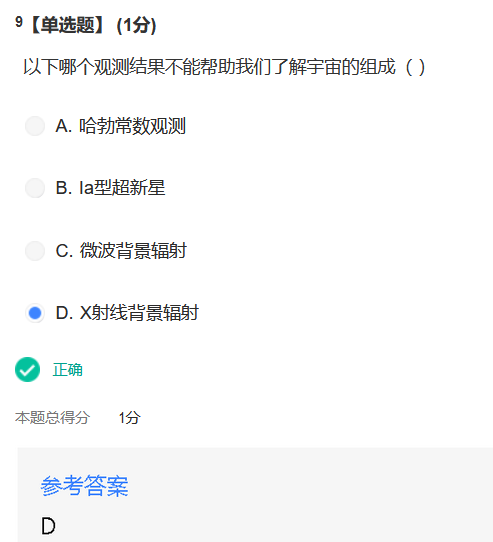 9【单选题】 (1分)
以下哪个观测结果不能帮助我们了解宇宙的组成（ ）
A. 哈勃常数观测
B. Ia型超新星
C. 微波背景辐射
D. X射线背景辐射
正确
本题总得分 1分
参考答案
D